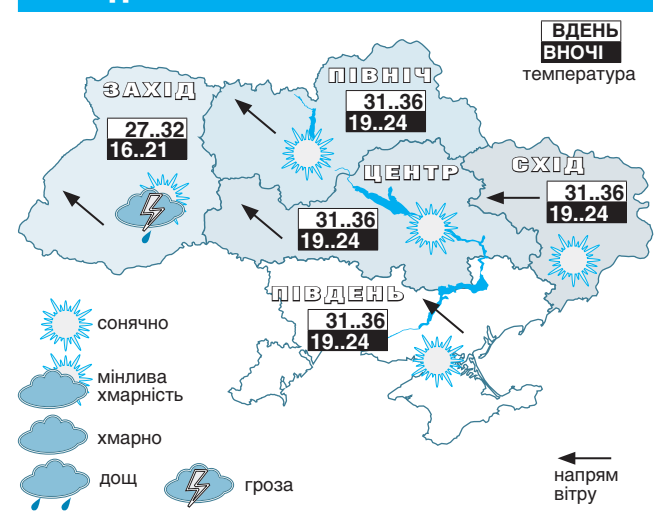 ВДЕНЬ
ВНОЧІ
температура
ПІВНІЧ
31..36
19..24
ЗАХІД
27..32
16..21
ЦЕНТР
31..36
19..24
СХІД
31..36
19..24
ПІВДЕНЬ
31..36
19..24
сонячно
мінлива
хмарність
хмарно
дощ
гроза
напрям
вітру